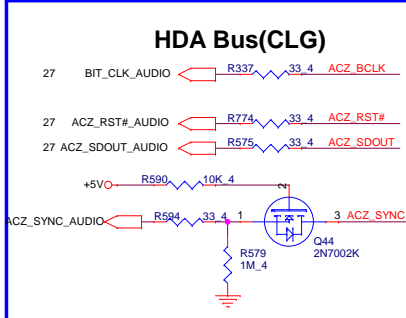 HDA Bus(CLG)
27 BIT_CLK_AUDIO R337 33_4 ACZ_BCLK
27 ACZ_RST#_AUDIO R774 33_4 ACZ_RST#
27 ACZ_SDOUT_AUDIO R575 33_4 ACZ_SDOUT
+5V R590 10K_4 2
ACZ_SYNC_AUDIO R594 33_4 1 3 ACZ_SYNC
Q44
2N7002K
R579
1M_4